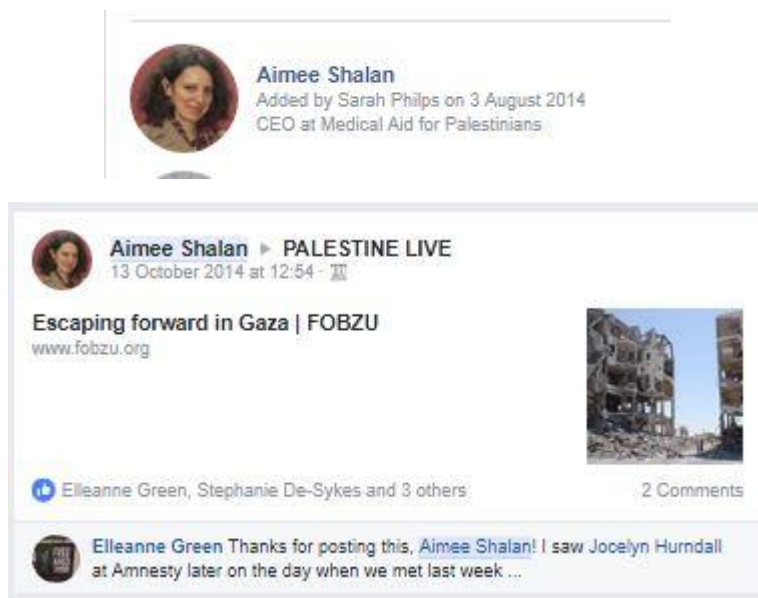 Aimee Shalan
Added by Sarah Philps on 3 August 2014
CEO at Medical Aid for Palestinians
Aimee Shalan ▸ PALESTINE LIVE
13 October 2014 at 12:54 ·
Escaping forward in Gaza | FOBZU
www.fobzu.org
Elleanne Green, Stephanie De-Sykes and 3 others 2 Comments
Elleanne Green Thanks for posting this, Aimee Shalan! I saw Jocelyn Hurndall
at Amnesty later on the day when we met last week ...